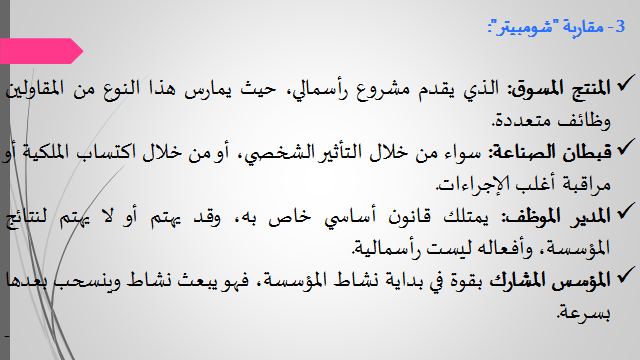 3- مقاربة "شومبيتر":
✓ المنتج المسوق: الذي يقدم مشروع رأسمالي، حيث يمارس هذا النوع من المقاولين
وظائف متعددة.
✓ قبطان الصناعة: سواء من خلال التأثير الشخصي، أو من خلال اكتساب الملكية أو
مراقبة أغلب الإجراءات.
✓ المدير الموظف: يمتلك قانون أساسي خاص به، وقد يهتم أو لا يهتم لنتائج
المؤسسة، وأفعاله ليست رأسمالية.
✓ المؤسس المشارك بقوة في بداية نشاط المؤسسة، فهو يبعث نشاط وينسحب بعدها
بسرعة.